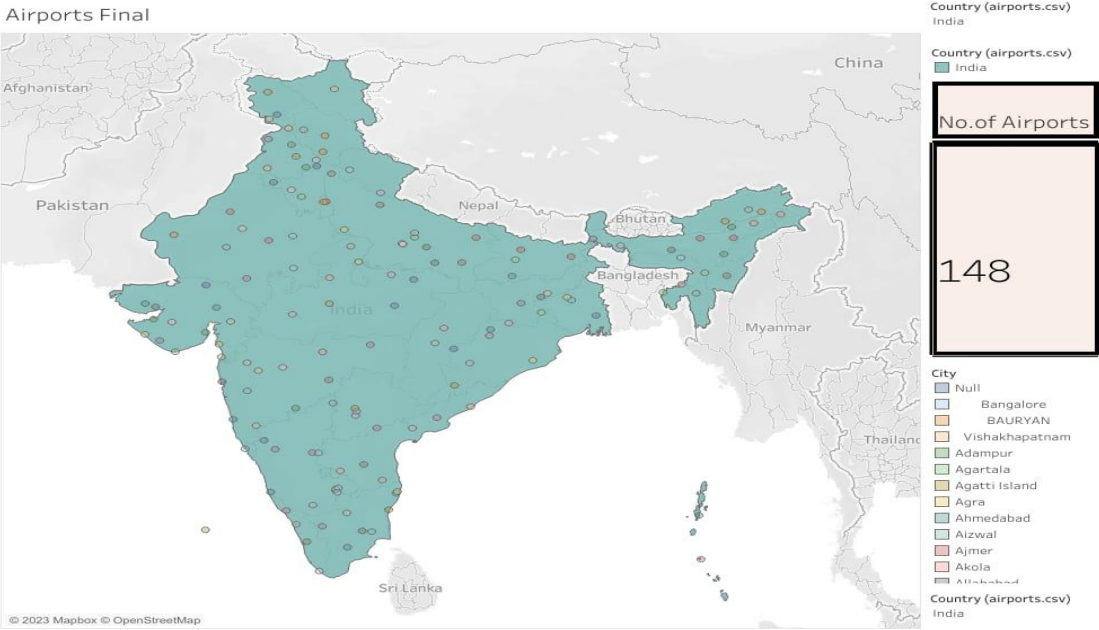 Airports Final
Afghanistan
China
Pakistan
Nepal
Bhutan
Bangladesh
India
Myanmar
Thailand
Sri Lanka
© 2023 Mapbox © OpenStreetMap
Country (airports.csv)
India
Country (airports.csv)
India
No.of Airports
148
City
Null
Bangalore
BAURYAN
Vishakhapatnam
Adampur
Agartala
Agatti Island
Agra
Ahmedabad
Aizwal
Ajmer
Akola
Allahabad
Country (airports.csv)
India